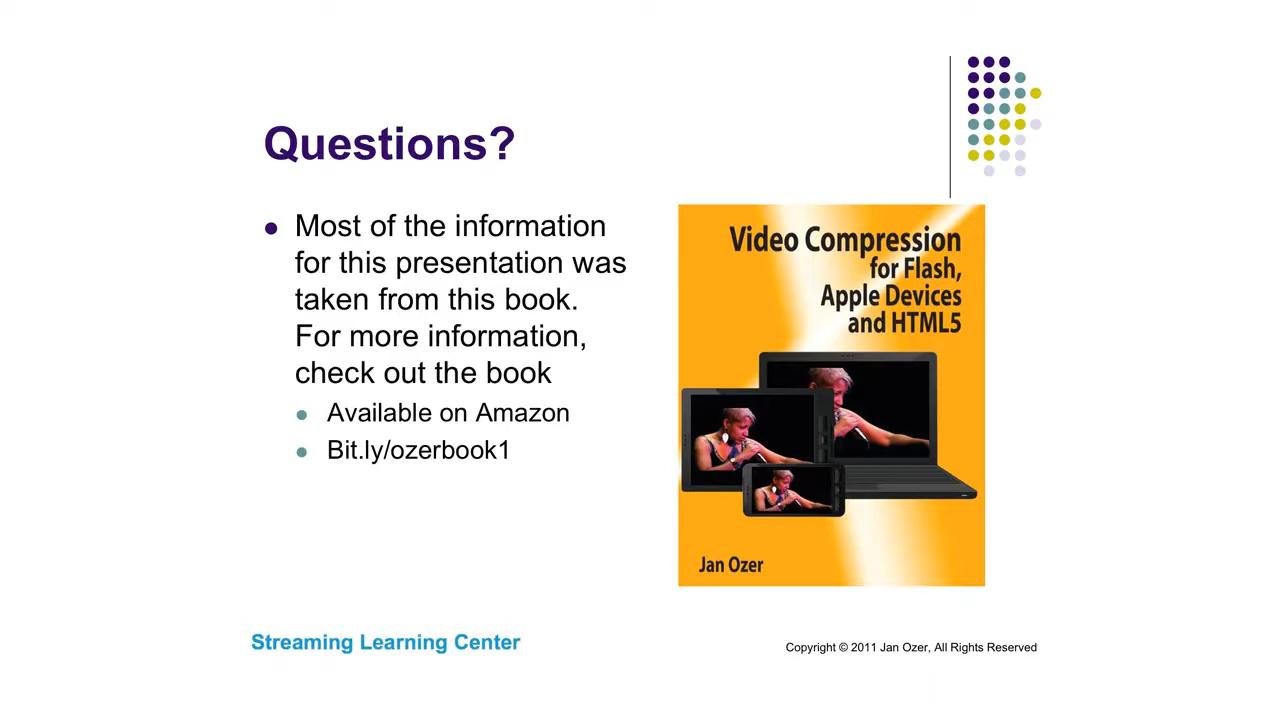 Questions?
Most of the information
for this presentation was
taken from this book.
For more information,
check out the book
Available on Amazon
Bit.ly/ozerbook1
Video Compression
for Flash,
Apple Devices
and HTML5
Jan Ozer
Streaming Learning Center
Copyright © 2011 Jan Ozer, All Rights Reserved